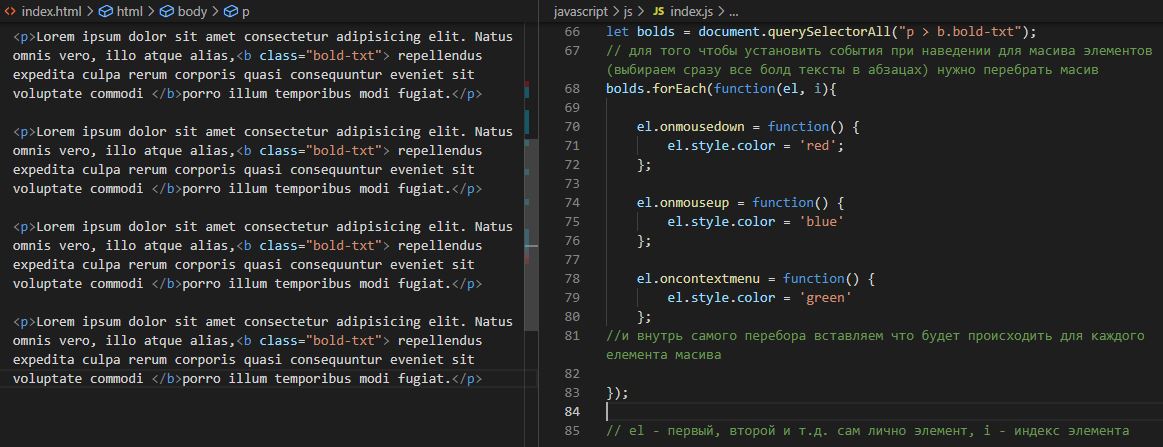 index.html > html > body > p
<p>Lorem ipsum dolor sit amet consectetur adipisicing elit. Natus
omnis vero, illo atque alias,<b class="bold-txt"> repellendus
expedita culpa rerum corporis quasi consequuntur eveniet sit
voluptate commodi </b>porro illum temporibus modi fugiat.</p>
<p>Lorem ipsum dolor sit amet consectetur adipisicing elit. Natus
omnis vero, illo atque alias,<b class="bold-txt"> repellendus
expedita culpa rerum corporis quasi consequuntur eveniet sit
voluptate commodi </b>porro illum temporibus modi fugiat.</p>
<p>Lorem ipsum dolor sit amet consectetur adipisicing elit. Natus
omnis vero, illo atque alias,<b class="bold-txt"> repellendus
expedita culpa rerum corporis quasi consequuntur eveniet sit
voluptate commodi </b>porro illum temporibus modi fugiat.</p>
<p>Lorem ipsum dolor sit amet consectetur adipisicing elit. Natus
omnis vero, illo atque alias,<b class="bold-txt"> repellendus
expedita culpa rerum corporis quasi consequuntur eveniet sit
voluptate commodi </b>porro illum temporibus modi fugiat.</p>
javascript > js > JS index.js > ...
66 let bolds = document.querySelectorAll("p > b.bold-txt");
67 // для того чтобы установить события при наведении для масива элементов
(выбираем сразу все болд тексты в абзацах) нужно перебрать масив
68 bolds.forEach(function(el, i){
69
70 el.onmousedown = function() {
71 el.style.color = 'red';
72 };
73
74 el.onmouseup = function() {
75 el.style.color = 'blue'
76 };
77
78 el.oncontextmenu = function() {
79 el.style.color = 'green'
80 };
81 //и внутрь самого перебора вставляем что будет происходить для каждого
елемента масива
82
83 });
84
85 // el - первый, второй и т.д. сам лично элемент, i - индекс элемента